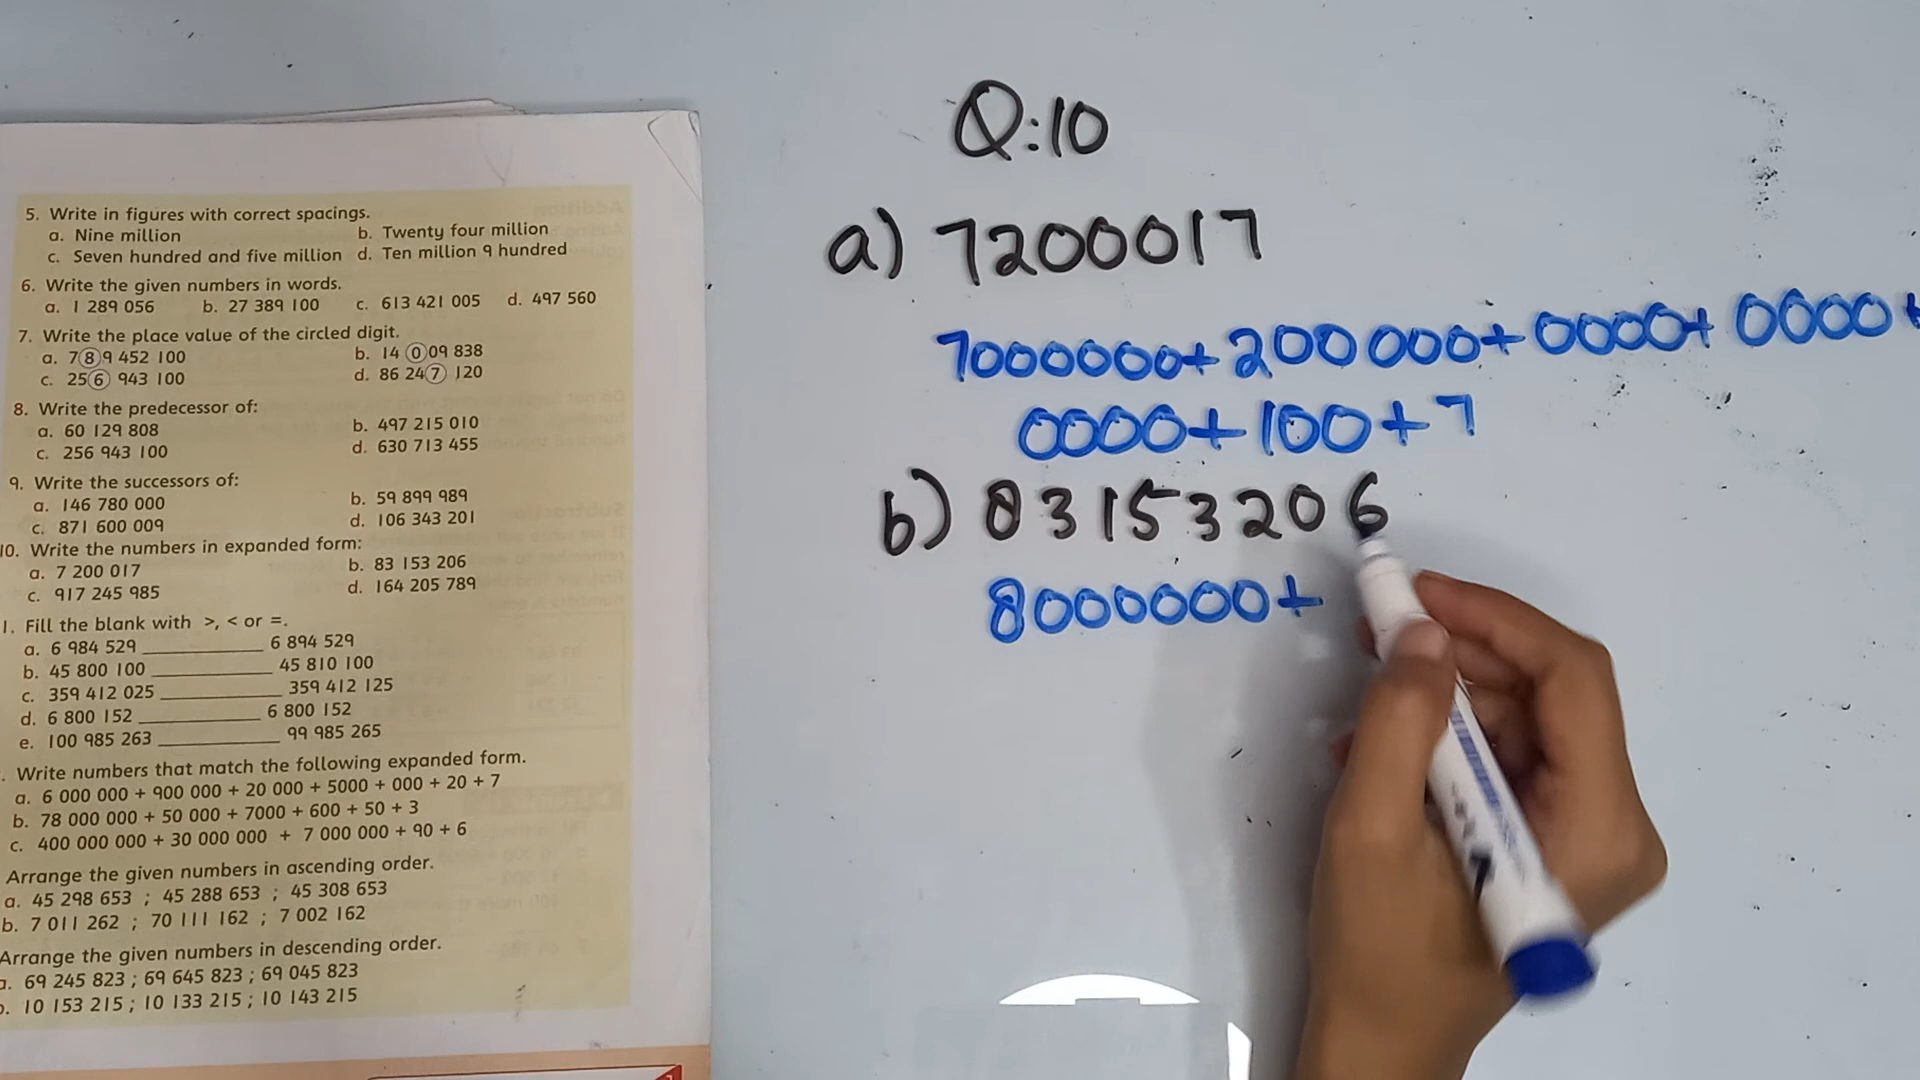 5. Write in figures with correct spacings.
a. Nine million b. Twenty four million
c. Seven hundred and five million d. Ten million 9 hundred
6. Write the given numbers in words.
a. 1 289 056 b. 27 389 100 c. 613 421 005 d. 497 560
7. Write the place value of the circled digit.
a. 789 452 100 b. 14 009 838
c. 256 943 100 d. 86 247 120
8. Write the predecessor of:
a. 60 129 808 b. 497 215 010
c. 256 943 100 d. 630 713 455
9. Write the successors of:
a. 146 780 000 b. 59 899 989
c. 871 600 009 d. 106 343 201
10. Write the numbers in expanded form:
a. 7 200 017 b. 83 153 206
c. 917 245 985 d. 164 205 789
1. Fill the blank with >, < or =.
a. 6 984 529 ________ 6 894 529
b. 45 800 100 ________ 45 810 100
c. 359 412 025 ________ 359 412 125
d. 6 800 152 ________ 6 800 152
e. 100 985 263 ________ 99 985 265
. Write numbers that match the following expanded form.
a. 6 000 000 + 900 000 + 20 000 + 5000 + 000 + 20 + 7
b. 78 000 000 + 50 000 + 7000 + 600 + 50 + 3
c. 400 000 000 + 30 000 000 + 7 000 000 + 90 + 6
Arrange the given numbers in ascending order.
a. 45 298 653 ; 45 288 653 ; 45 308 653
b. 7 011 262 ; 70 111 162 ; 7 002 162
Arrange the given numbers in descending order.
a. 69 245 823 ; 69 645 823 ; 69 045 823
b. 10 153 215 ; 10 133 215 ; 10 143 215
Q:10
a) 7200017
7000000+200000+0000+0000+
0000+100+7
b) 83153206
8000000+